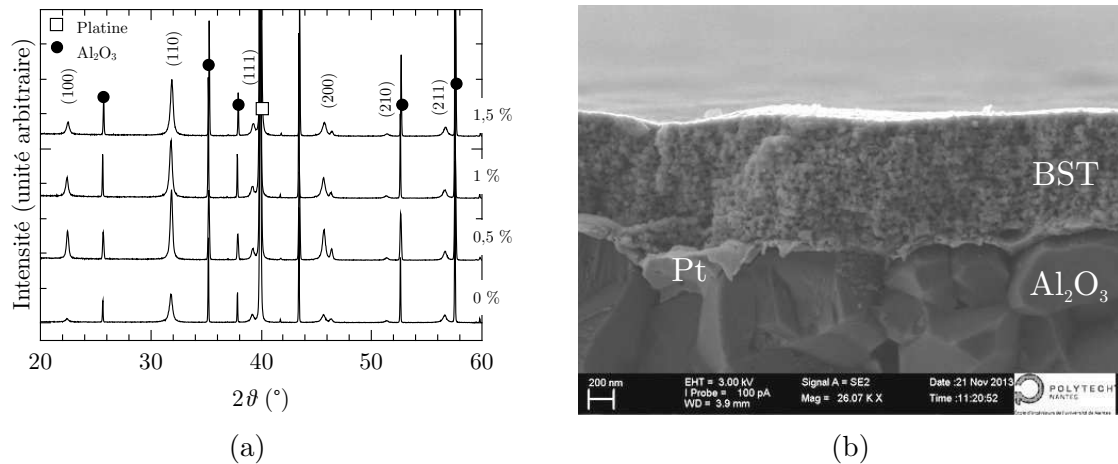 Intensité (unité arbitraire)
Platine
Al₂O₃
(100)
(110)
(111)
(200)
(210)
(211)
1,5 %
1 %
0,5 %
0 %
20 30 40 50 60
2ϑ (°)
(a)
BST
Pt
Al₂O₃
200 nm
EHT = 3.00 kV
I Probe = 100 pA
WD = 3.9 mm
Signal A = SE2
Mag = 26.07 K X
Date :21 Nov 2013
Time :11:20:52
POLYTECH
NANTES
(b)